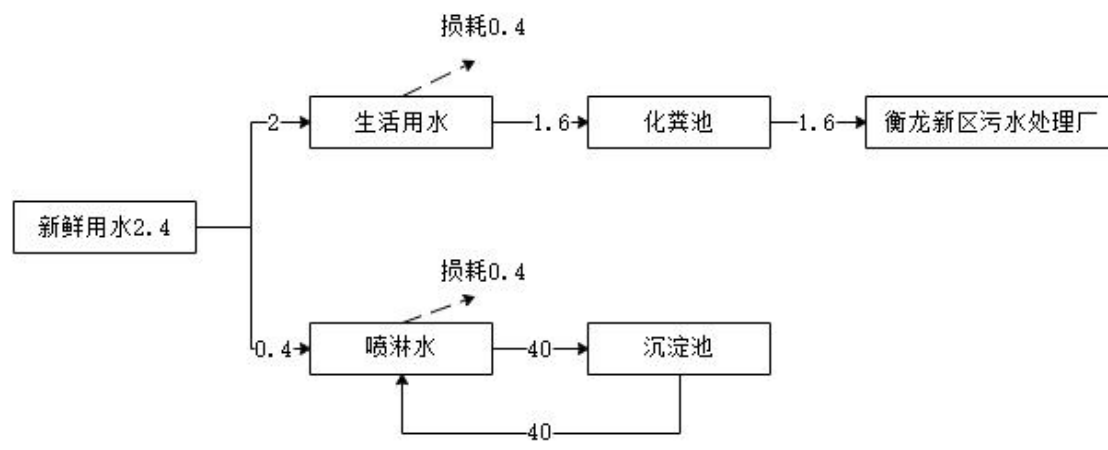 损耗0.4
2
生活用水
1.6
化粪池
1.6
衡龙新区污水处理厂
新鲜用水2.4
损耗0.4
0.4
喷淋水
40
沉淀池
40